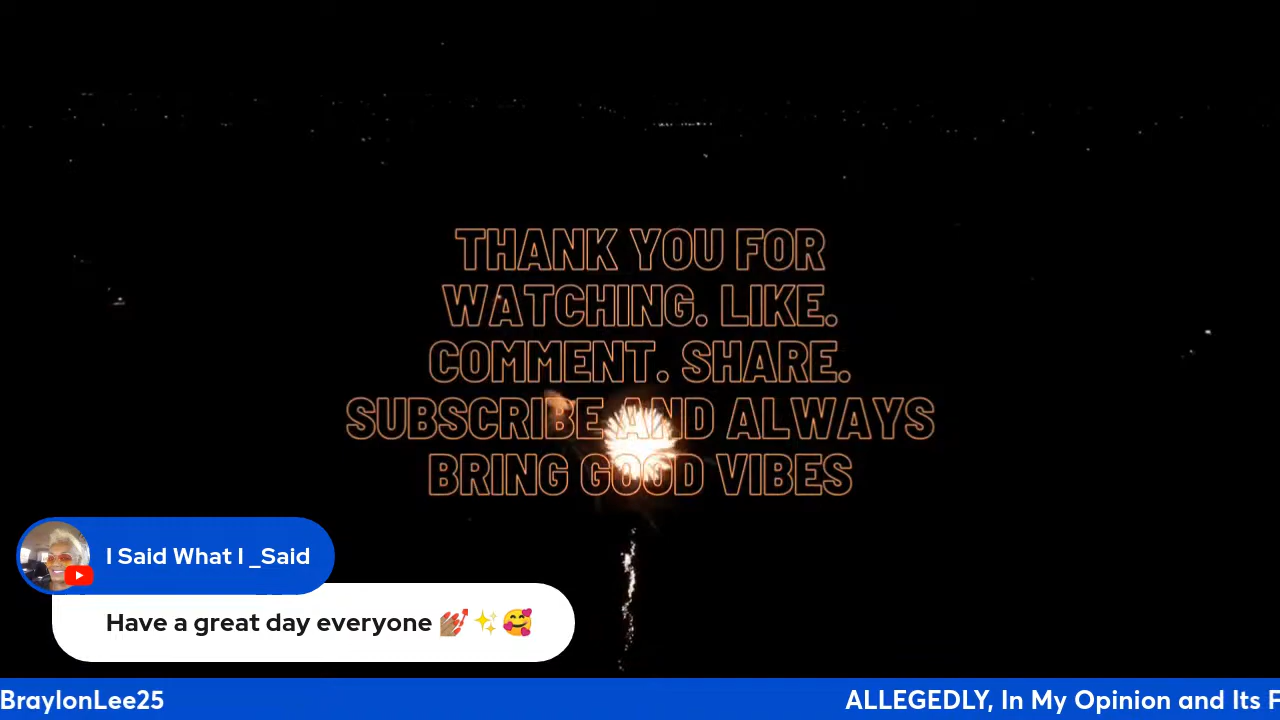 THANK YOU FOR
WATCHING. LIKE.
COMMENT. SHARE.
SUBSCRIBE AND ALWAYS
BRING GOOD VIBES
I Said What I _Said
Have a great day everyone 💅🏽✨🥰
BraylonLee25 ALLEGEDLY, In My Opinion and Its F